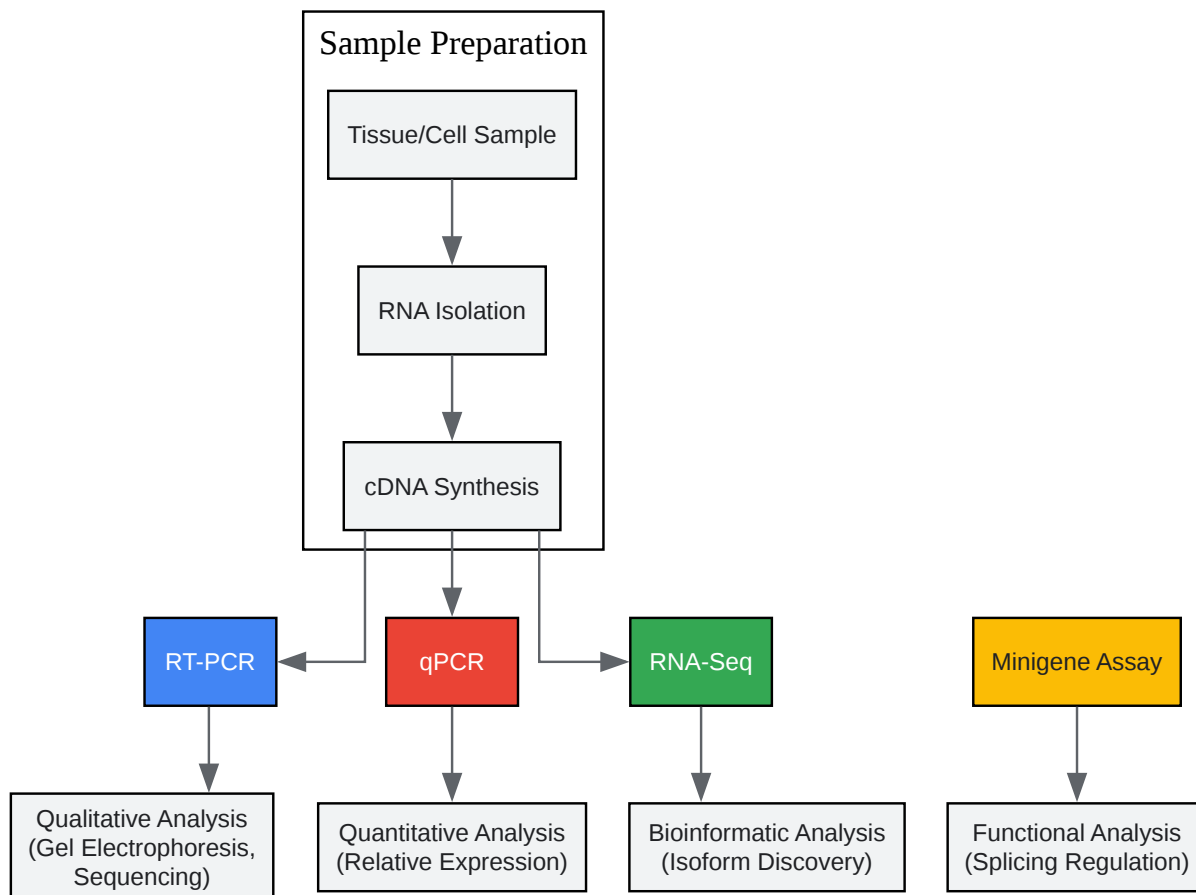 Sample Preparation
Tissue/Cell Sample
RNA Isolation
cDNA Synthesis
RT-PCR
qPCR
RNA-Seq
Minigene Assay
Qualitative Analysis
(Gel Electrophoresis,
Sequencing)
Quantitative Analysis
(Relative Expression)
Bioinformatic Analysis
(Isoform Discovery)
Functional Analysis
(Splicing Regulation)